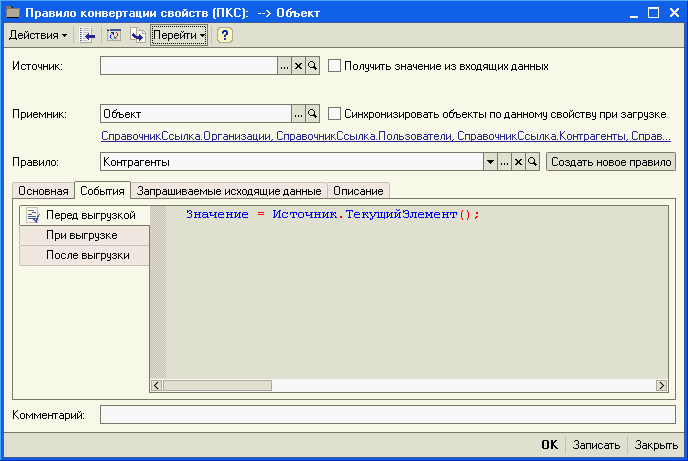 Правило конвертации свойств (ПКС):   --> Объект
Действия Перейти ?
Источник: ... Получить значение из входящих данных
Приемник: Объект ... Синхронизировать объекты по данному свойству при загрузке
СправочникСсылка.Организации, СправочникСсылка.Пользователи, СправочникСсылка.Контрагенты, Справ...
Правило: Контрагенты ... Создать новое правило
Основная События Запрашиваемые исходящие данные Описание
Перед выгрузкой Значение = Источник.ТекущийЭлемент();
При выгрузке
После выгрузки
Комментарий:
OK Записать Закрыть